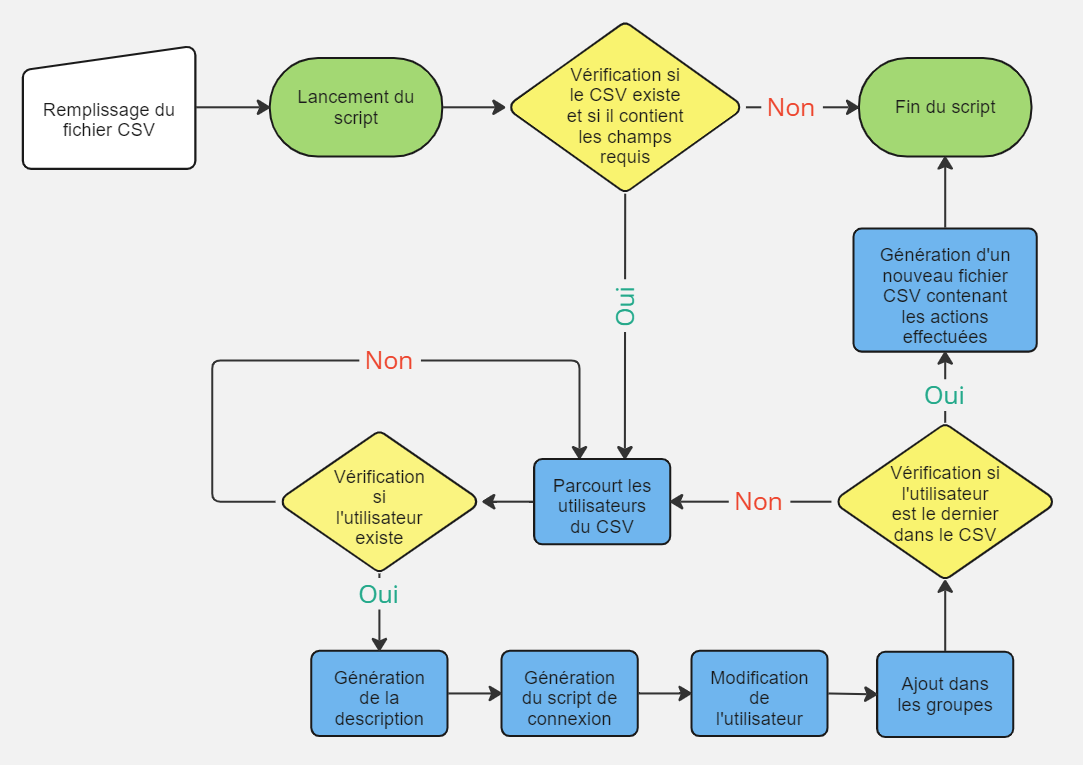 Remplissage du
fichier CSV
Lancement du
script
Vérification si
le CSV existe
et si il contient
les champs
requis
Non
Fin du script
Oui
Génération d'un
nouveau fichier
CSV contenant
les actions
effectuées
Non
Oui
Vérification
si
l'utilisateur
existe
Parcourt les
utilisateurs
du CSV
Non
Vérification si
l'utilisateur
est le dernier
dans le CSV
Oui
Génération
de la
description
Génération
du script de
connexion
Modification
de
l'utilisateur
Ajout dans
les groupes